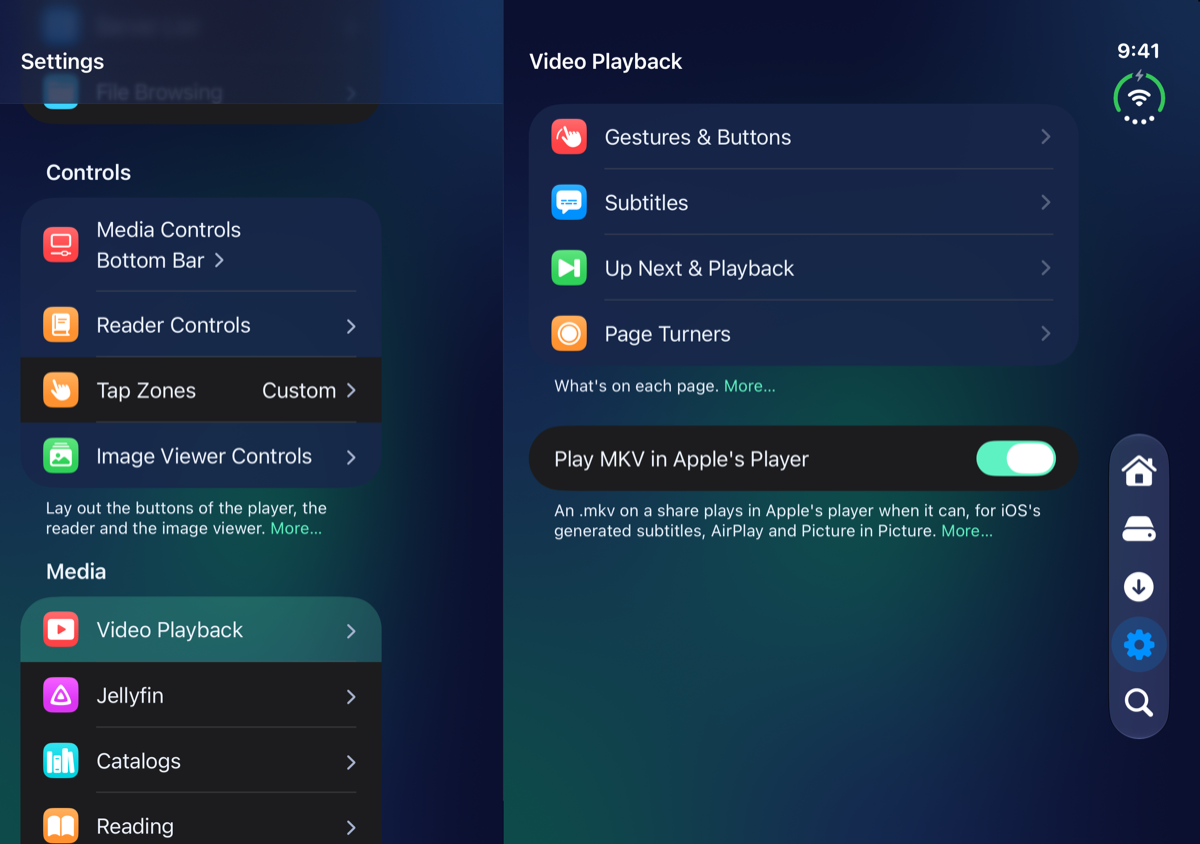 Settings
File Browsing
Controls
Media Controls
Bottom Bar
Reader Controls
Tap Zones
Custom
Image Viewer Controls
Lay out the buttons of the player, the
reader and the image viewer. More...
Media
Video Playback
Jellyfin
Catalogs
Reading
Video Playback
Gestures & Buttons
Subtitles
Up Next & Playback
Page Turners
What's on each page. More...
Play MKV in Apple's Player
An .mkv on a share plays in Apple's player when it can, for iOS's
generated subtitles, AirPlay and Picture in Picture. More...
9:41